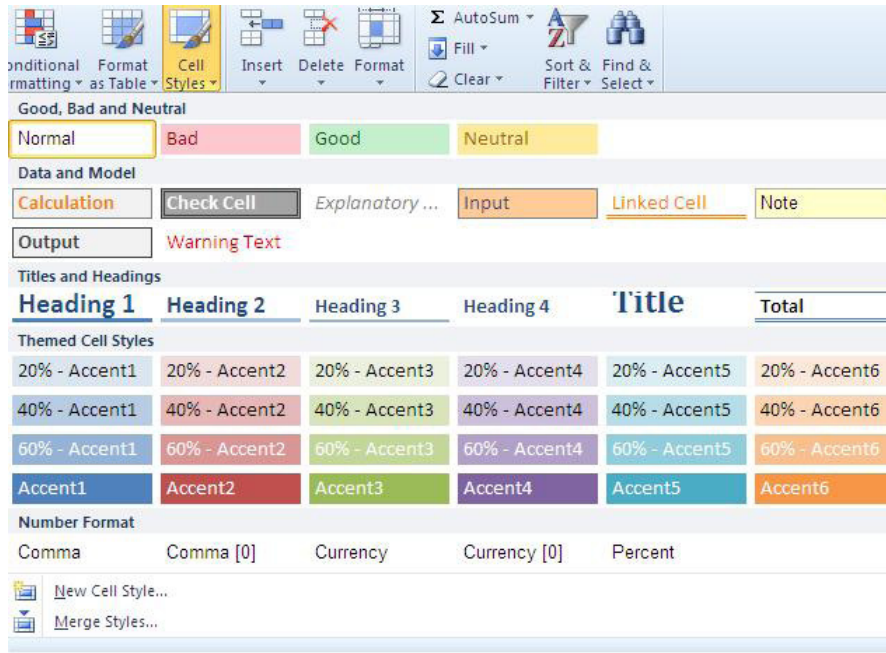 Σ AutoSum
Fill
Clear
onditional Format Cell Insert Delete Format Sort & Find &
rmatting as Table Styles Filter Select
Good, Bad and Neutral
Normal Bad Good Neutral
Data and Model
Calculation Check Cell Explanatory ... Input Linked Cell Note
Output Warning Text
Titles and Headings
Heading 1 Heading 2 Heading 3 Heading 4 Title Total
Themed Cell Styles
20% - Accent1 20% - Accent2 20% - Accent3 20% - Accent4 20% - Accent5 20% - Accent6
40% - Accent1 40% - Accent2 40% - Accent3 40% - Accent4 40% - Accent5 40% - Accent6
60% - Accent1 60% - Accent2 60% - Accent3 60% - Accent4 60% - Accent5 60% - Accent6
Accent1 Accent2 Accent3 Accent4 Accent5 Accent6
Number Format
Comma Comma [0] Currency Currency [0] Percent
New Cell Style...
Merge Styles...